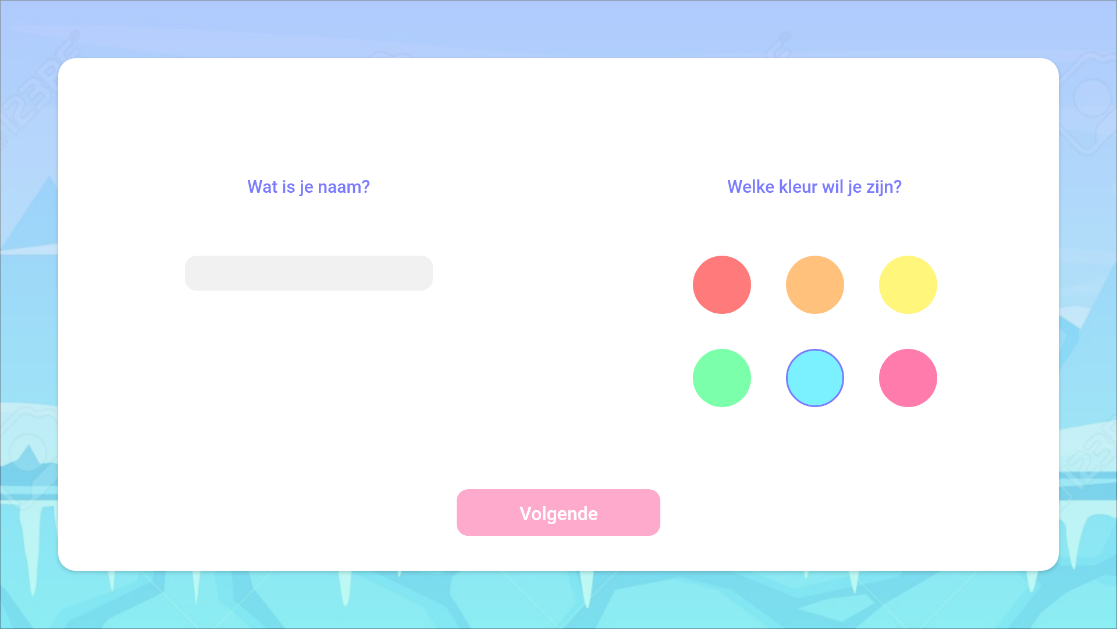 Wat is je naam?
Welke kleur wil je zijn?
Volgende